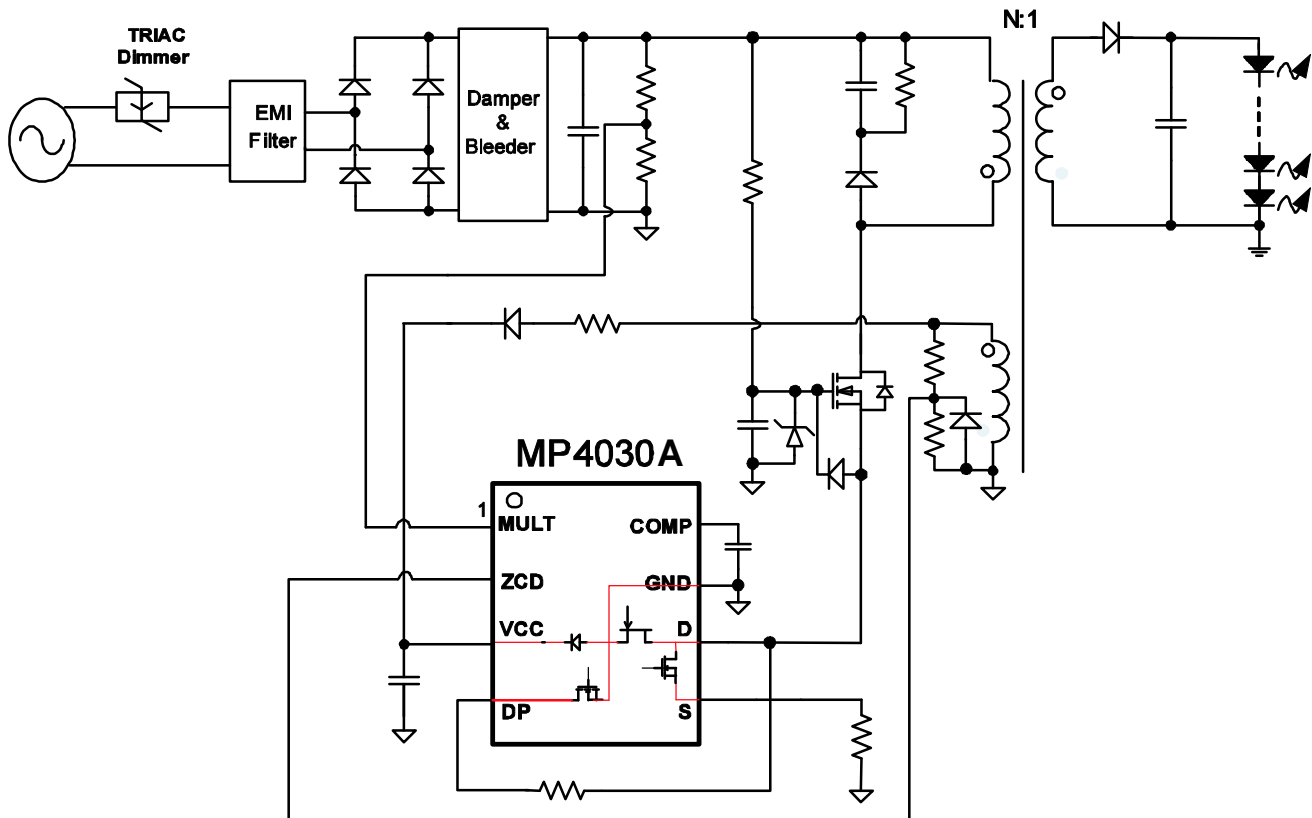 N:1
TRIAC
Dimmer
EMI
Filter
Damper
&
Bleeder
MP4030A
1
MULT
COMP
ZCD
GND
VCC
D
DP
S